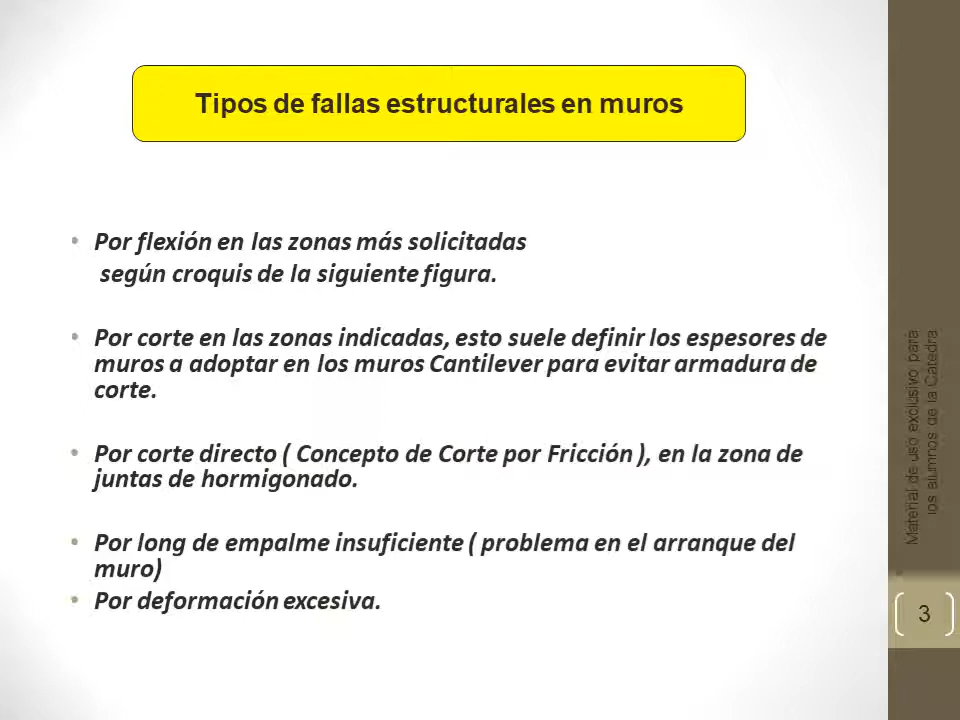 Tipos de fallas estructurales en muros
• Por flexión en las zonas más solicitadas
según croquis de la siguiente figura.
• Por corte en las zonas indicadas, esto suele definir los espesores de
muros a adoptar en los muros Cantilever para evitar armadura de
corte.
• Por corte directo ( Concepto de Corte por Fricción ), en la zona de
juntas de hormigonado.
• Por long de empalme insuficiente ( problema en el arranque del
muro)
• Por deformación excesiva.
Material de uso exclusivo para
los alumnos de la Cátedra
3